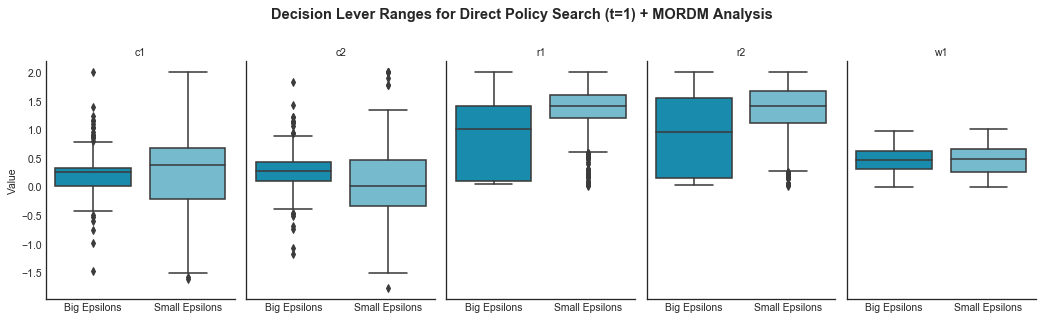 Decision Lever Ranges for Direct Policy Search (t=1) + MORDM Analysis
c1 c2 r1 r2 w1
2.0
1.5
1.0
0.5
0.0
−0.5
−1.0
−1.5
Value
Big Epsilons Small Epsilons Big Epsilons Small Epsilons Big Epsilons Small Epsilons Big Epsilons Small Epsilons Big Epsilons Small Epsilons